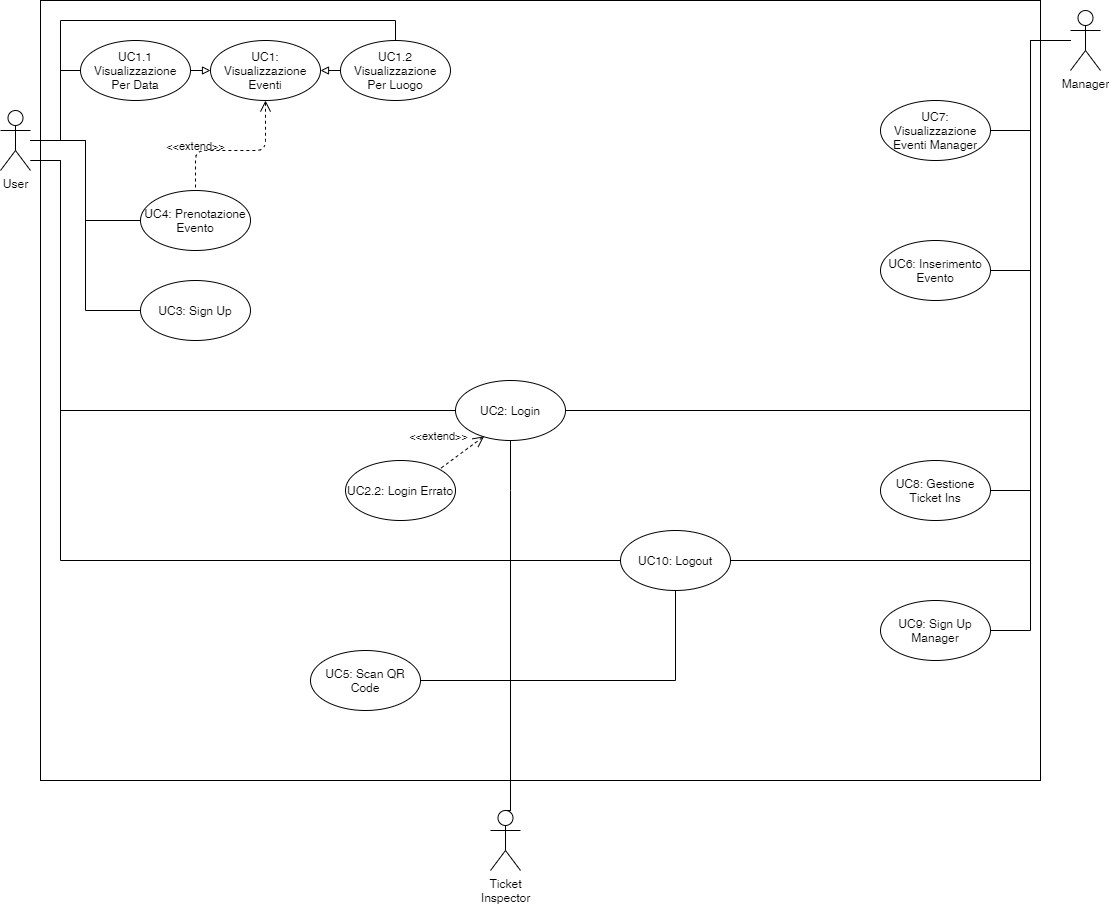 UC1.1
Visualizzazione
Per Data
UC1:
Visualizzazione
Eventi
UC1.2
Visualizzazione
Per Luogo
Manager
UC7:
Visualizzazione
Eventi Manager
<<extend>>
User
UC4: Prenotazione
Evento
UC6: Inserimento
Evento
UC3: Sign Up
UC2: Login
<<extend>>
UC2.2: Login Errato
UC8: Gestione
Ticket Ins
UC10: Logout
UC9: Sign Up
Manager
UC5: Scan QR
Code
Ticket
Inspector